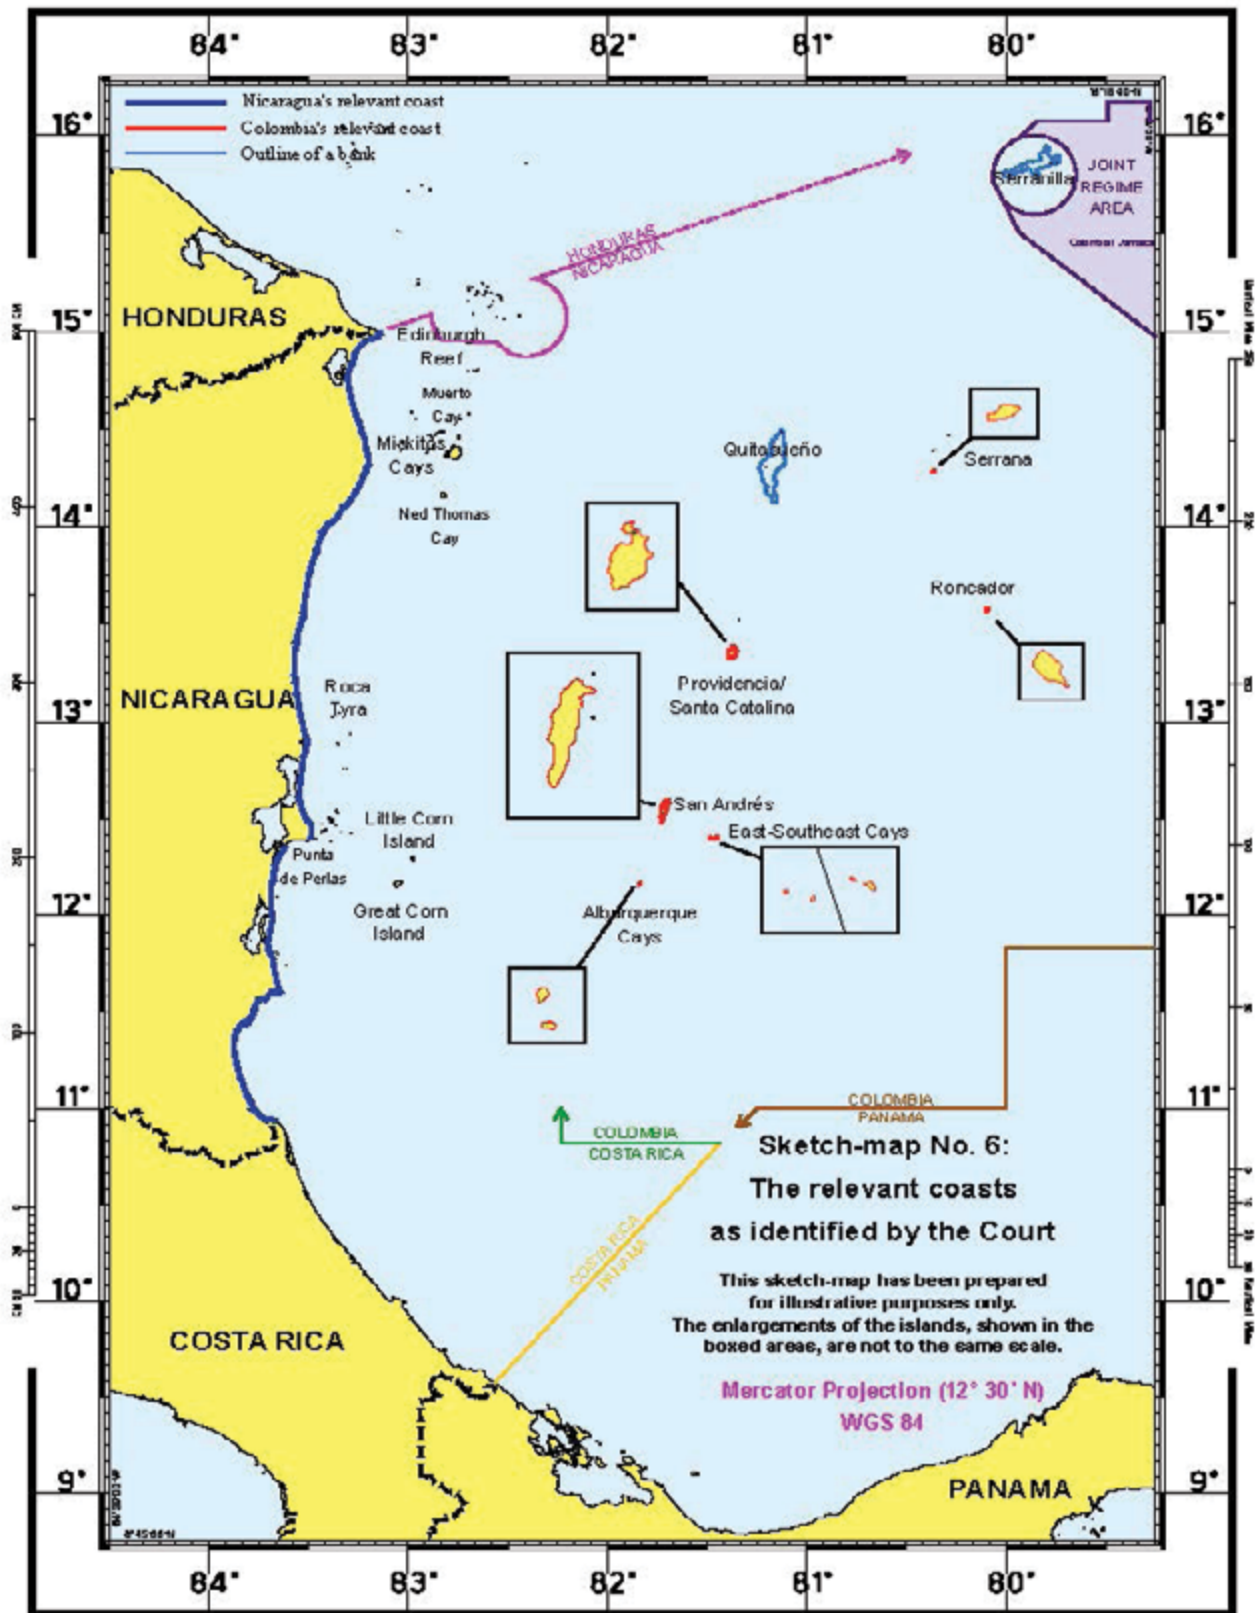 84° 83° 82° 81° 80°
Nicaragua's relevant coast
Colombia's relevant coast
Outline of a bank
16° 16°
Serranilla
JOINT
REGIME
AREA
HONDURAS
NICARAGUA
HONDURAS
15° 15°
Edinburgh
Reef
Muerto
Cay
Miskitus
Cays
Quitasueño
Serrana
Ned Thomas
Cay
14° 14°
Roncador
Providencia/
Santa Catalina
Roca
Tyra
NICARAGUA
13° 13°
San Andrés
East-Southeast Cays
Little Corn
Island
Punta
de Perlas
Great Corn
Island
Alburquerque
Cays
12° 12°
11° 11°
COLOMBIA
PANAMA
COLOMBIA
COSTA RICA
COSTA RICA
PANAMA
Sketch-map No. 6:
The relevant coasts
as identified by the Court
This sketch-map has been prepared
for illustrative purposes only.
The enlargements of the islands, shown in the
boxed areas, are not to the same scale.
10° 10°
COSTA RICA
Mercator Projection (12° 30' N)
WGS 84
PANAMA
9° 9°
84° 83° 82° 81° 80°